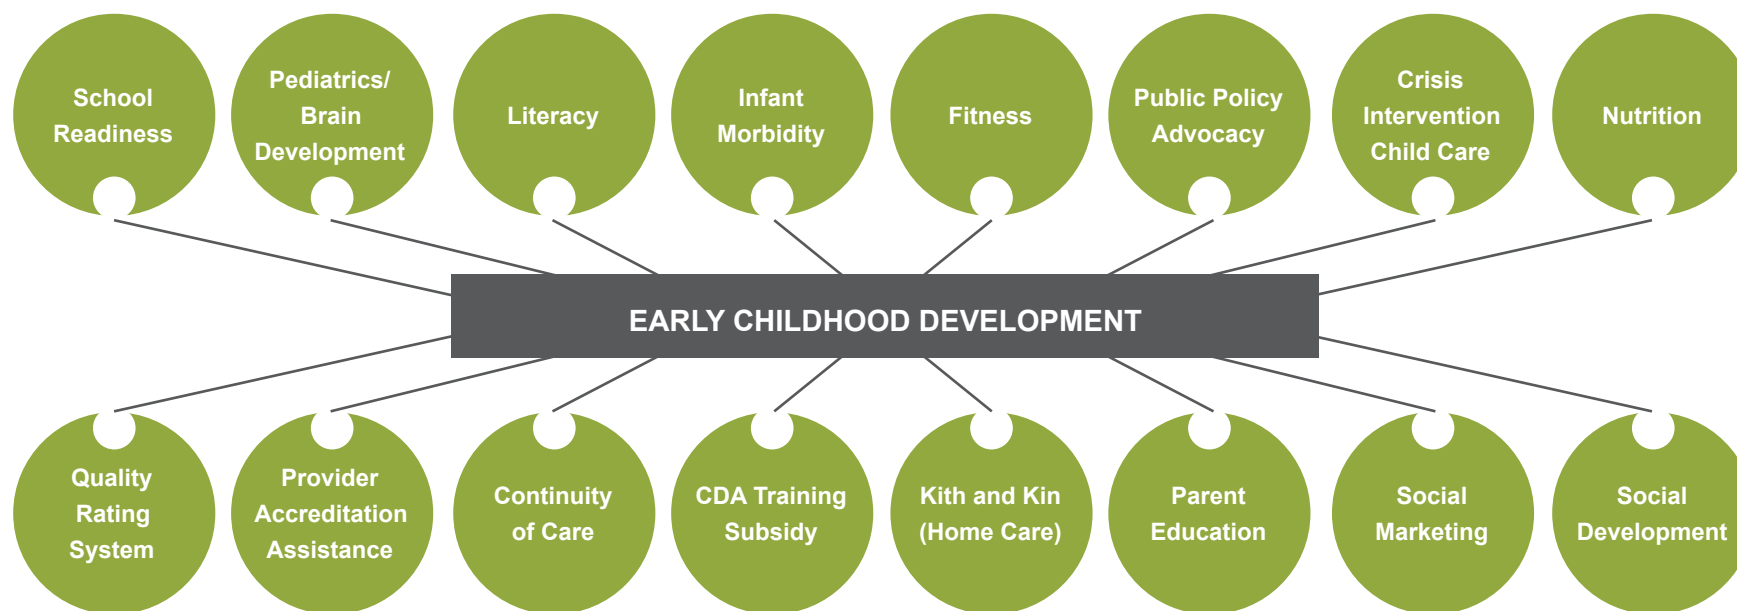 School
Readiness
Pediatrics/
Brain
Development
Literacy
Infant
Morbidity
Fitness
Public Policy
Advocacy
Crisis
Intervention
Child Care
Nutrition
EARLY CHILDHOOD DEVELOPMENT
Quality
Rating
System
Provider
Accreditation
Assistance
Continuity
of Care
CDA Training
Subsidy
Kith and Kin
(Home Care)
Parent
Education
Social
Marketing
Social
Development